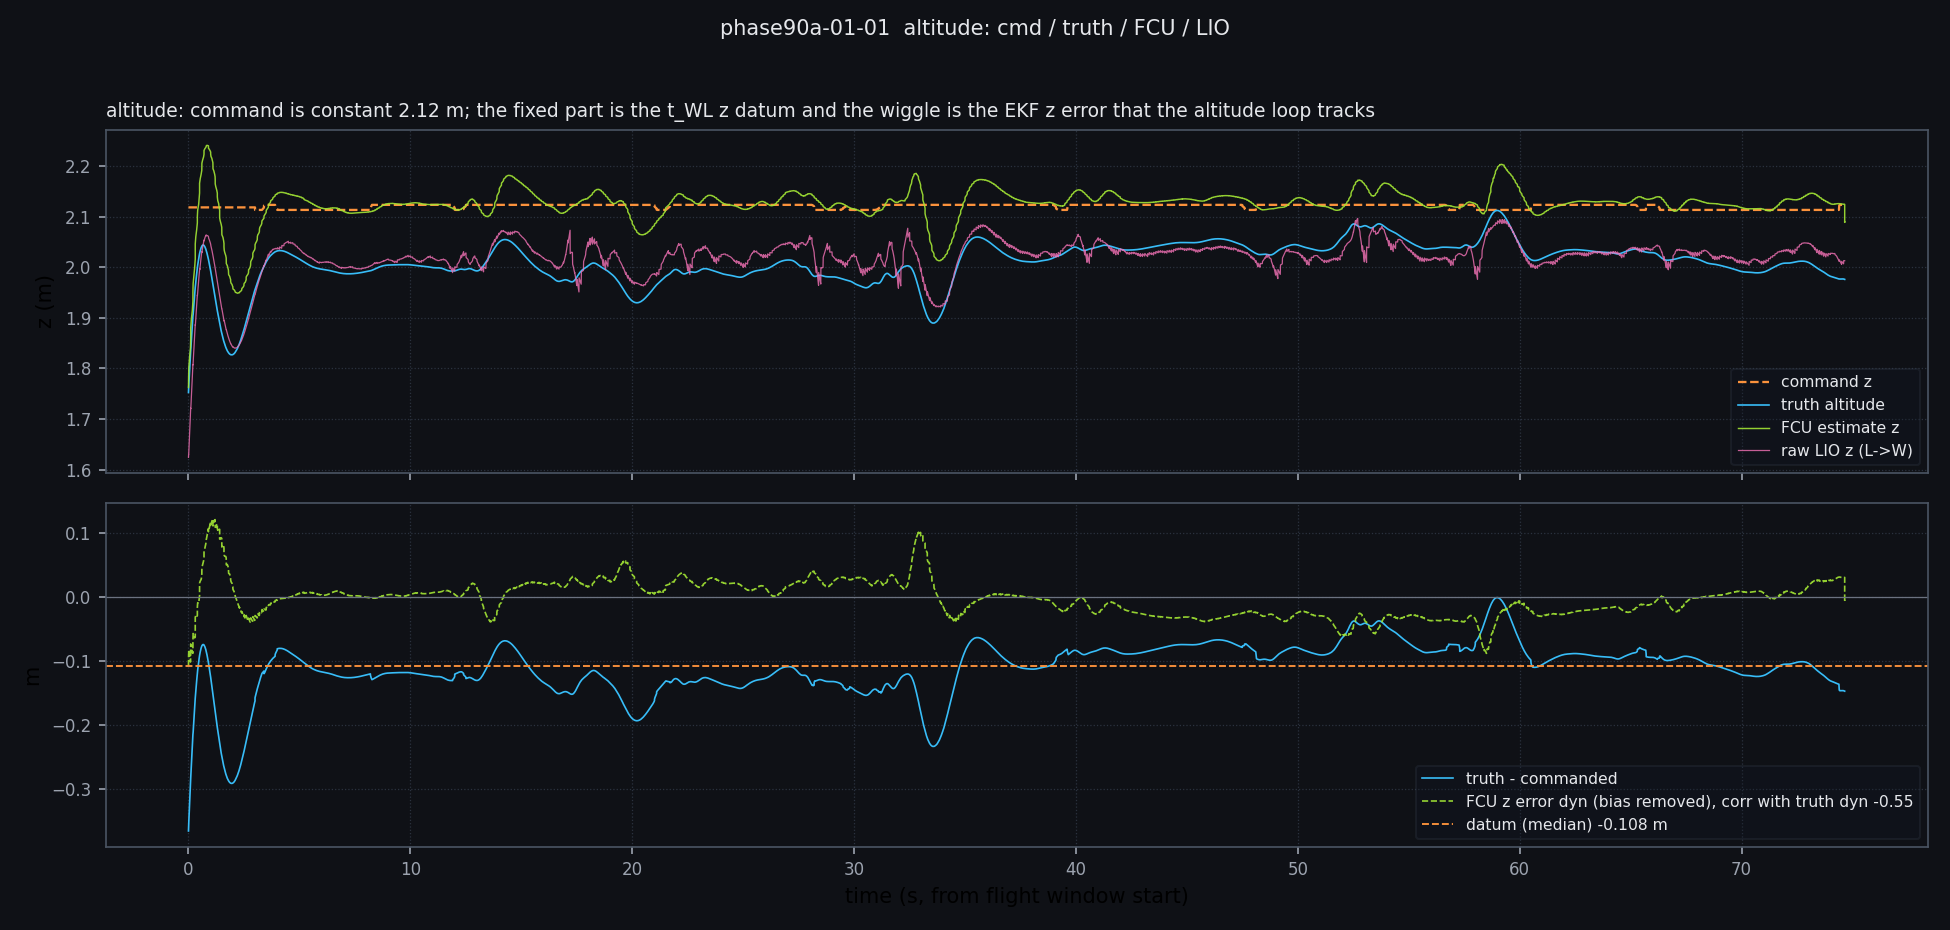 phase90a-01-01  altitude: cmd / truth / FCU / LIO
altitude: command is constant 2.12 m; the fixed part is the t_WL z datum and the wiggle is the EKF z error that the altitude loop tracks
z (m)
2.2
2.1
2.0
1.9
1.8
1.7
1.6
command z
truth altitude
FCU estimate z
raw LIO z (L->W)
m
0.1
0.0
−0.1
−0.2
−0.3
truth - commanded
FCU z error dyn (bias removed), corr with truth dyn -0.55
datum (median) -0.108 m
0 10 20 30 40 50 60 70
time (s, from flight window start)